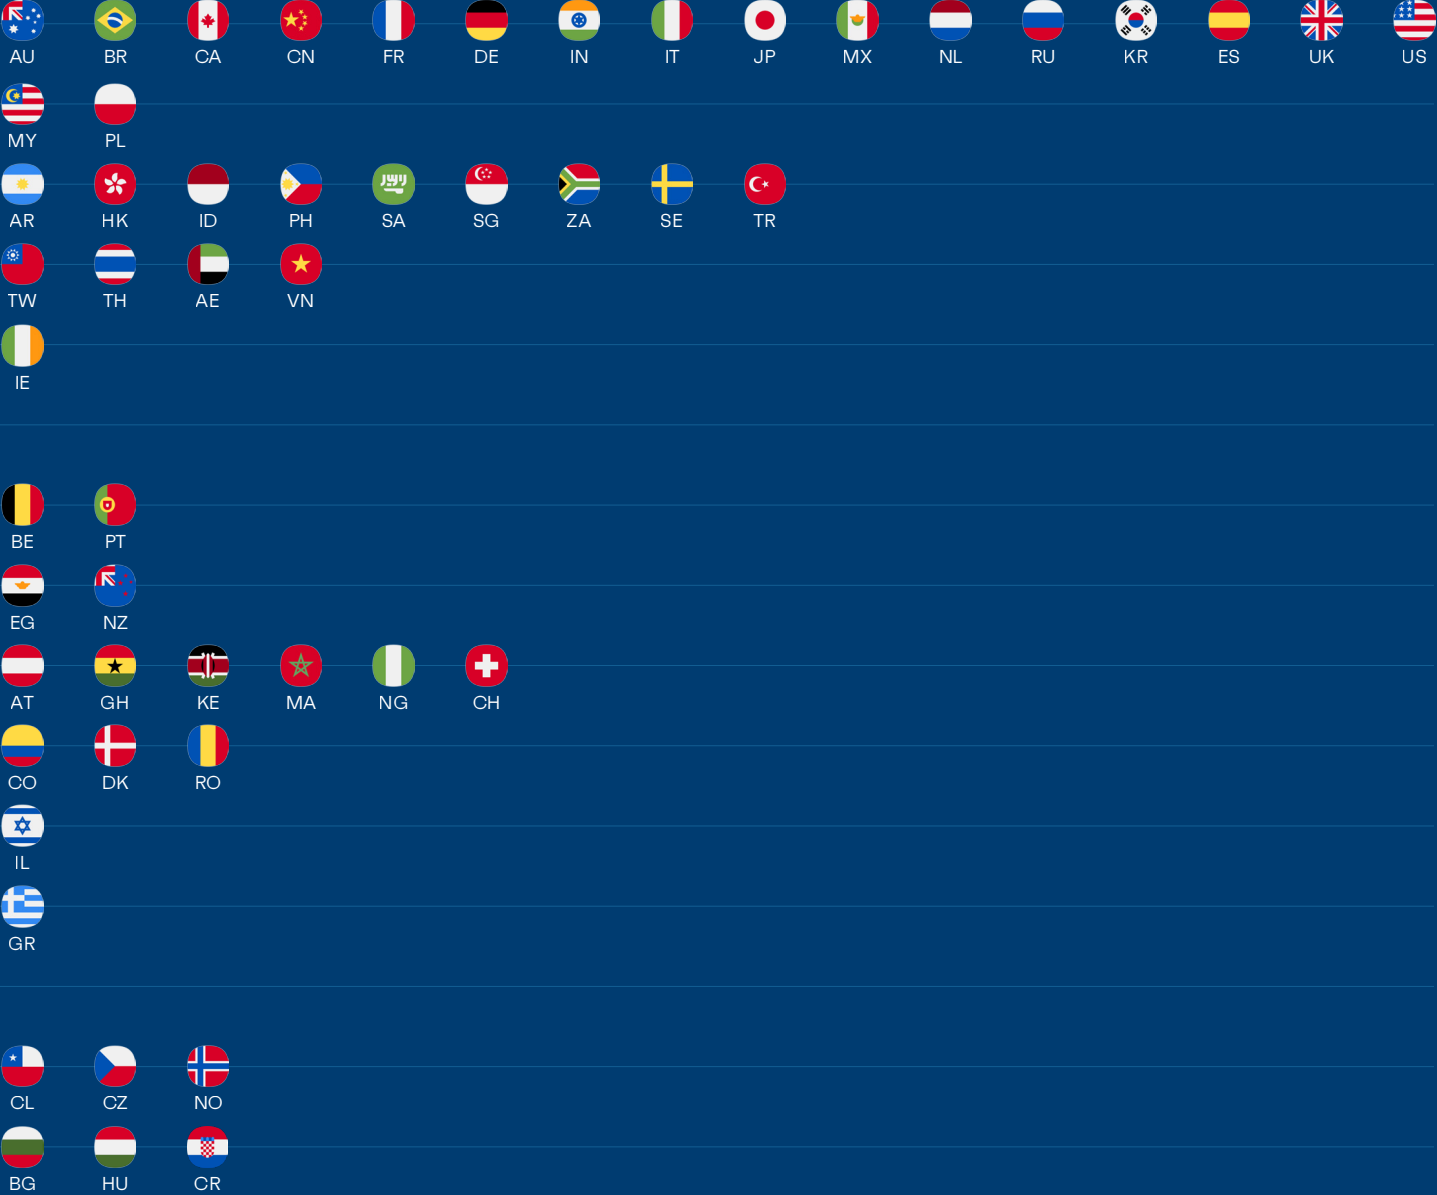 AU BR CA CN FR DE IN IT JP MX NL RU KR ES UK US
MY PL
AR HK ID PH SA SG ZA SE TR
TW TH AE VN
IE
BE PT
EG NZ
AT GH KE MA NG CH
CO DK RO
IL
GR
CL CZ NO
BG HU CR